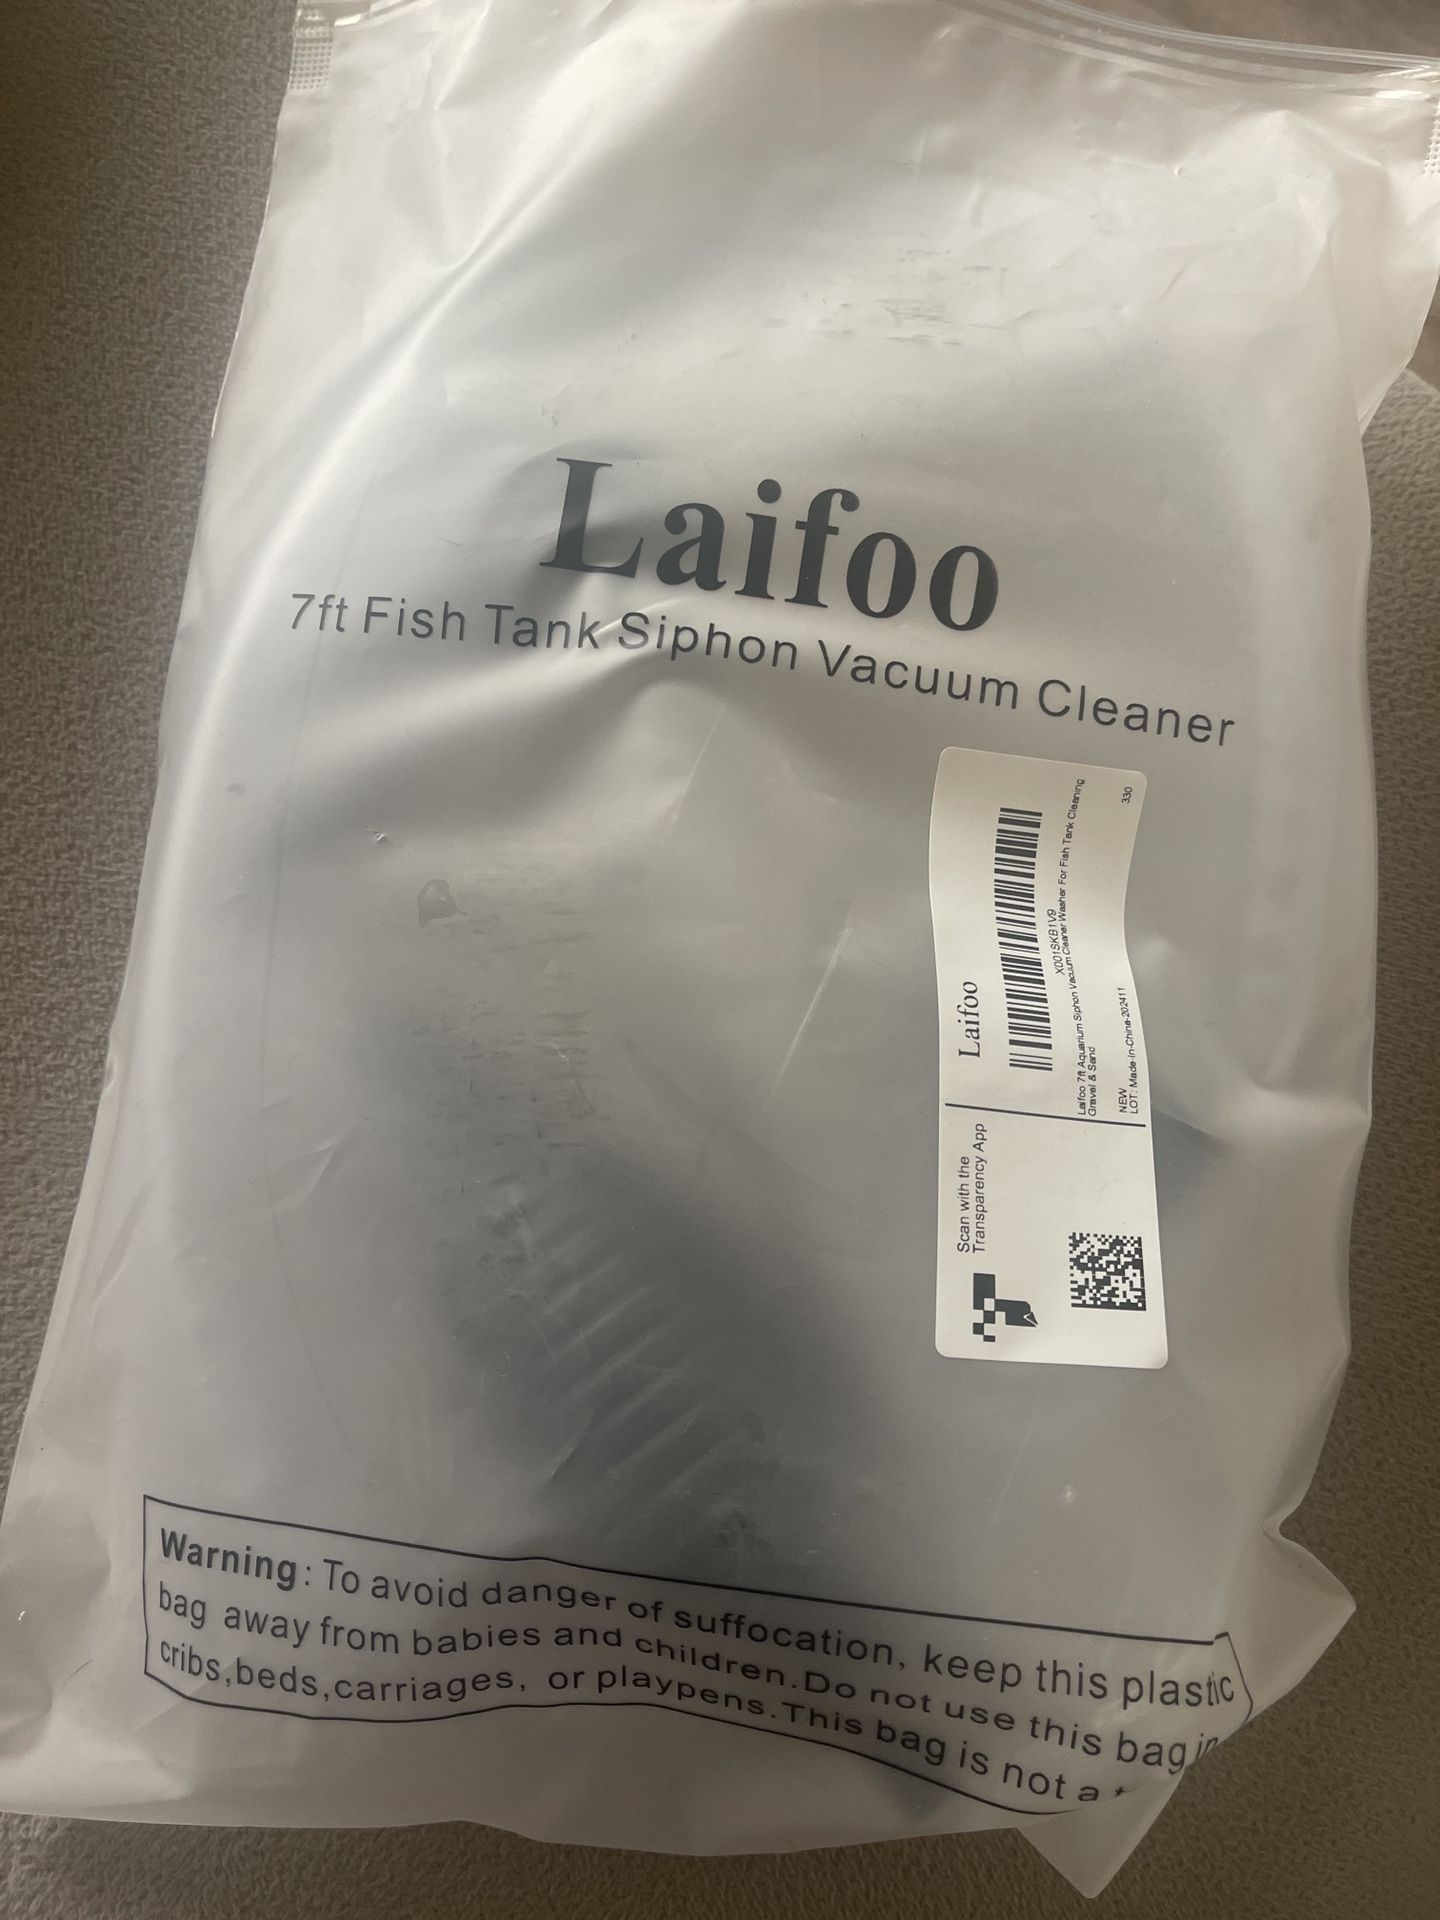 Laifoo
7ft Fish Tank Siphon Vacuum Cleaner
Laifoo
X001SKB1V9
Laifoo 7ft Aquarium Siphon Vacuum Cleaner Washer For Fish Tank Cleaning
Gravel & Sand
NEW
LOT: Made-In-China-202411
330
Scan with the
Transparency App
Warning: To avoid danger of suffocation, keep this plastic
bag away from babies and children.Do not use this bag in
cribs,beds,carriages, or playpens.This bag is not a